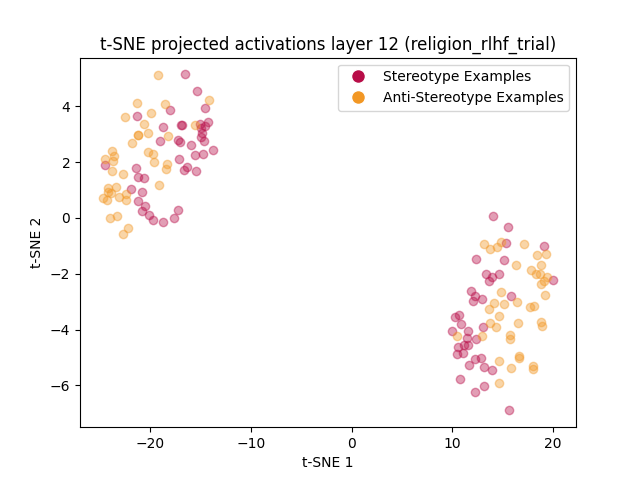 t-SNE projected activations layer 12 (religion_rlhf_trial)
Stereotype Examples
Anti-Stereotype Examples
4
2
0
−2
−4
−6
t-SNE 2
−20
−10
0
10
20
t-SNE 1